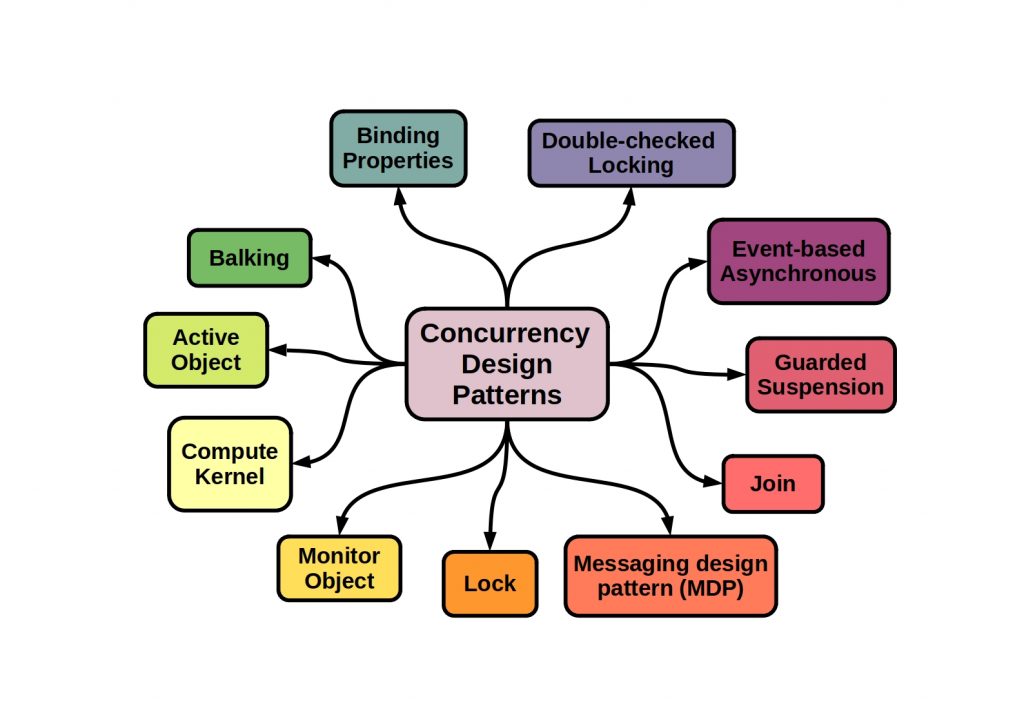 Binding
Properties
Double-checked
Locking
Balking
Event-based
Asynchronous
Active
Object
Concurrency
Design
Patterns
Guarded
Suspension
Compute
Kernel
Join
Monitor
Object
Lock
Messaging design
pattern (MDP)